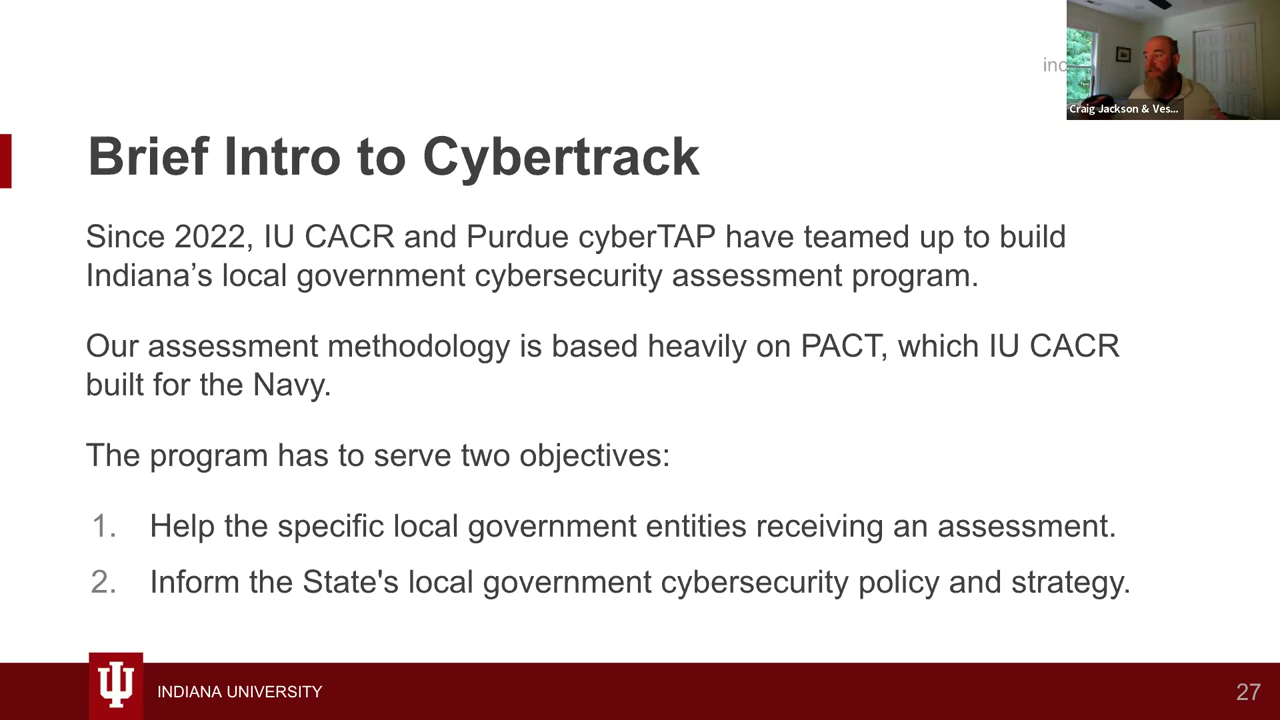 inc
Craig Jackson & Ves...
Brief Intro to Cybertrack
Since 2022, IU CACR and Purdue cyberTAP have teamed up to build
Indiana’s local government cybersecurity assessment program.
Our assessment methodology is based heavily on PACT, which IU CACR
built for the Navy.
The program has to serve two objectives:
1. Help the specific local government entities receiving an assessment.
2. Inform the State's local government cybersecurity policy and strategy.
INDIANA UNIVERSITY
27